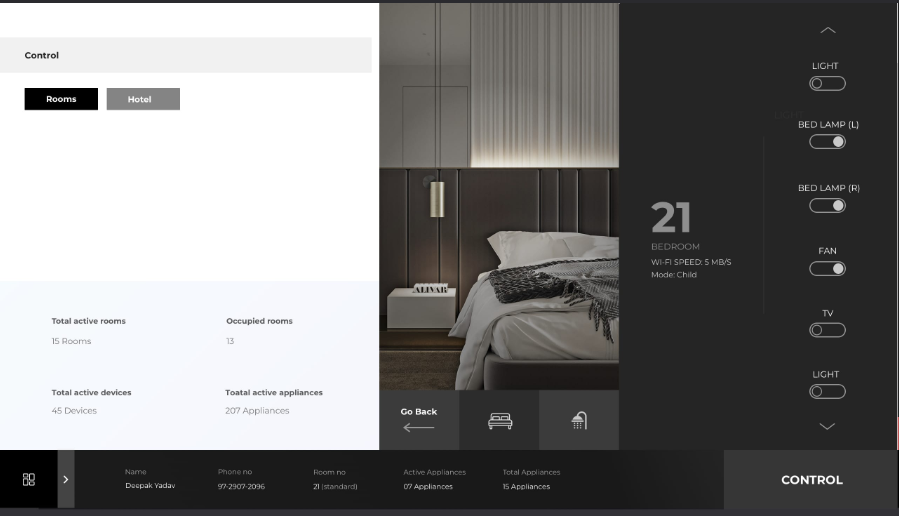 Control
Rooms
Hotel
Total active rooms
15 Rooms
Occupied rooms
13
Total active devices
45 Devices
Toatal active appliances
207 Appliances
ALIVAR
Go Back
21
BEDROOM
WI-FI SPEED: 5 MB/S
Mode: Child
LIGHT
LIGHT
BED LAMP (L)
BED LAMP (R)
FAN
TV
LIGHT
Name
Deepak Yadav
Phone no
97-2907-2096
Room no
21 (standard)
Active Appliances
07 Appliances
Total Appliances
15 Appliances
CONTROL